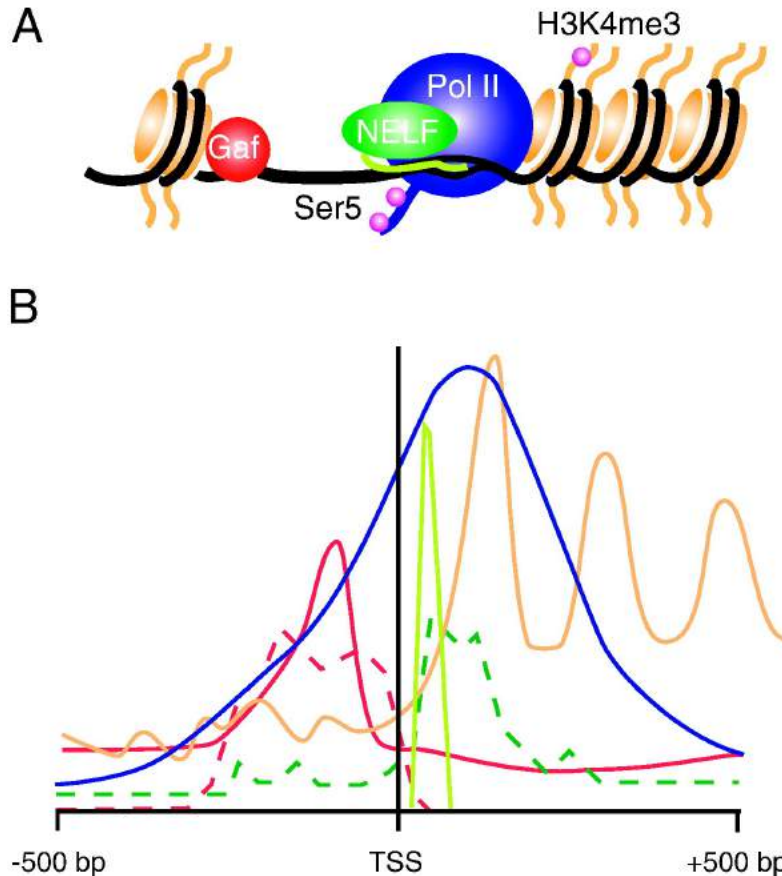 A
H3K4me3
Pol II
NELF
Gaf
Ser5
B
-500 bp
TSS
+500 bp